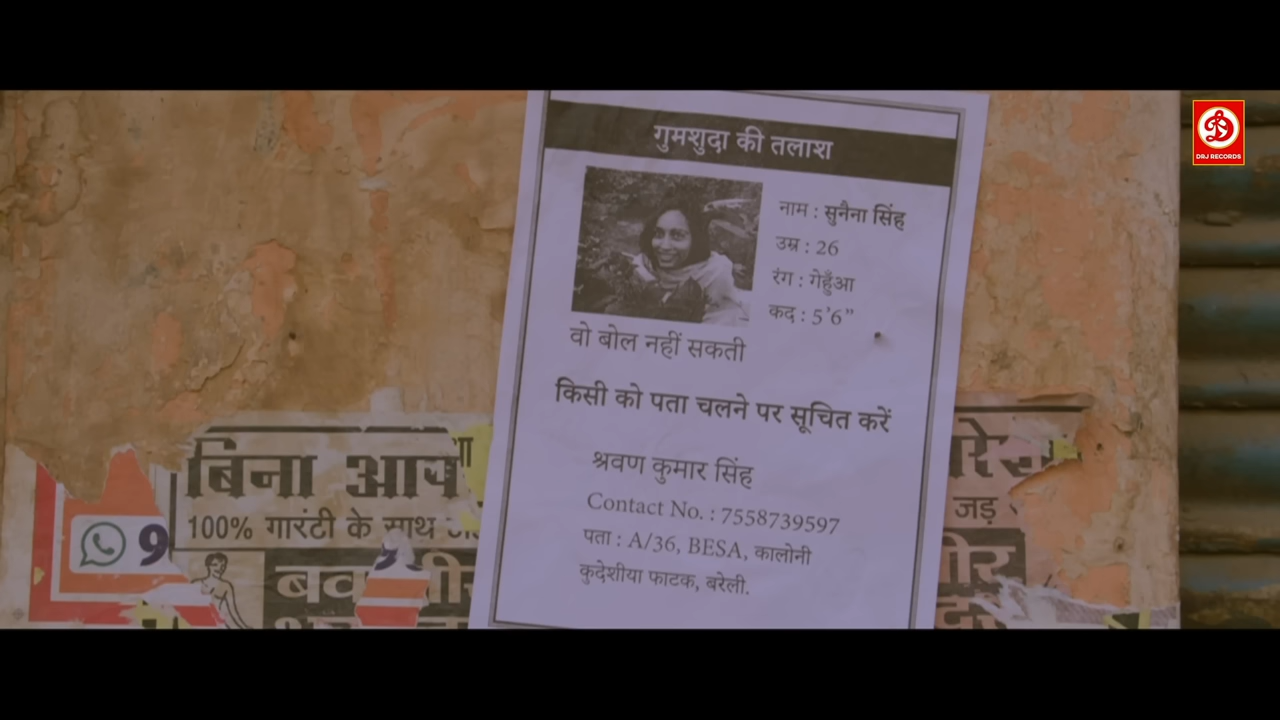 DRJ RECORDS
गुमशुदा की तलाश
नाम : सुनैना सिंह
उम्र : 26
रंग : गेहुँआ
कद : 5'6”
वो बोल नहीं सकती
किसी को पता चलने पर सूचित करें
श्रवण कुमार सिंह
Contact No. : 7558739597
पता : A/36, BESA, कालोनी
कुदेशीया फाटक, बरेली.
बिना
100% गारंटी के साथ
जड़
9